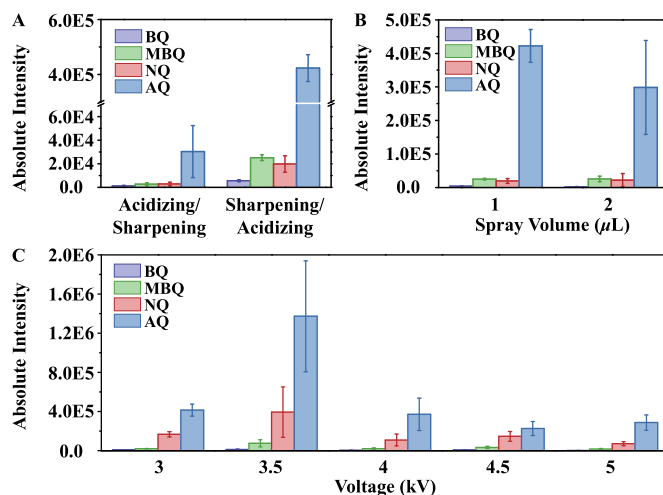 A
Absolute Intensity
BQ
MBQ
NQ
AQ
4.0E5
6.0E4
4.0E4
2.0E4
0.0
Acidizing/
Sharpening
Sharpening/
Acidizing
B
Absolute Intensity
BQ
MBQ
NQ
AQ
5.0E5
4.0E5
3.0E5
2.0E5
1.0E5
0.0
1 2
Spray Volume (μL)
C
Absolute Intensity
BQ
MBQ
NQ
AQ
2.0E6
1.6E6
1.2E6
8.0E5
4.0E5
0.0
3 3.5 4 4.5 5
Voltage (kV)